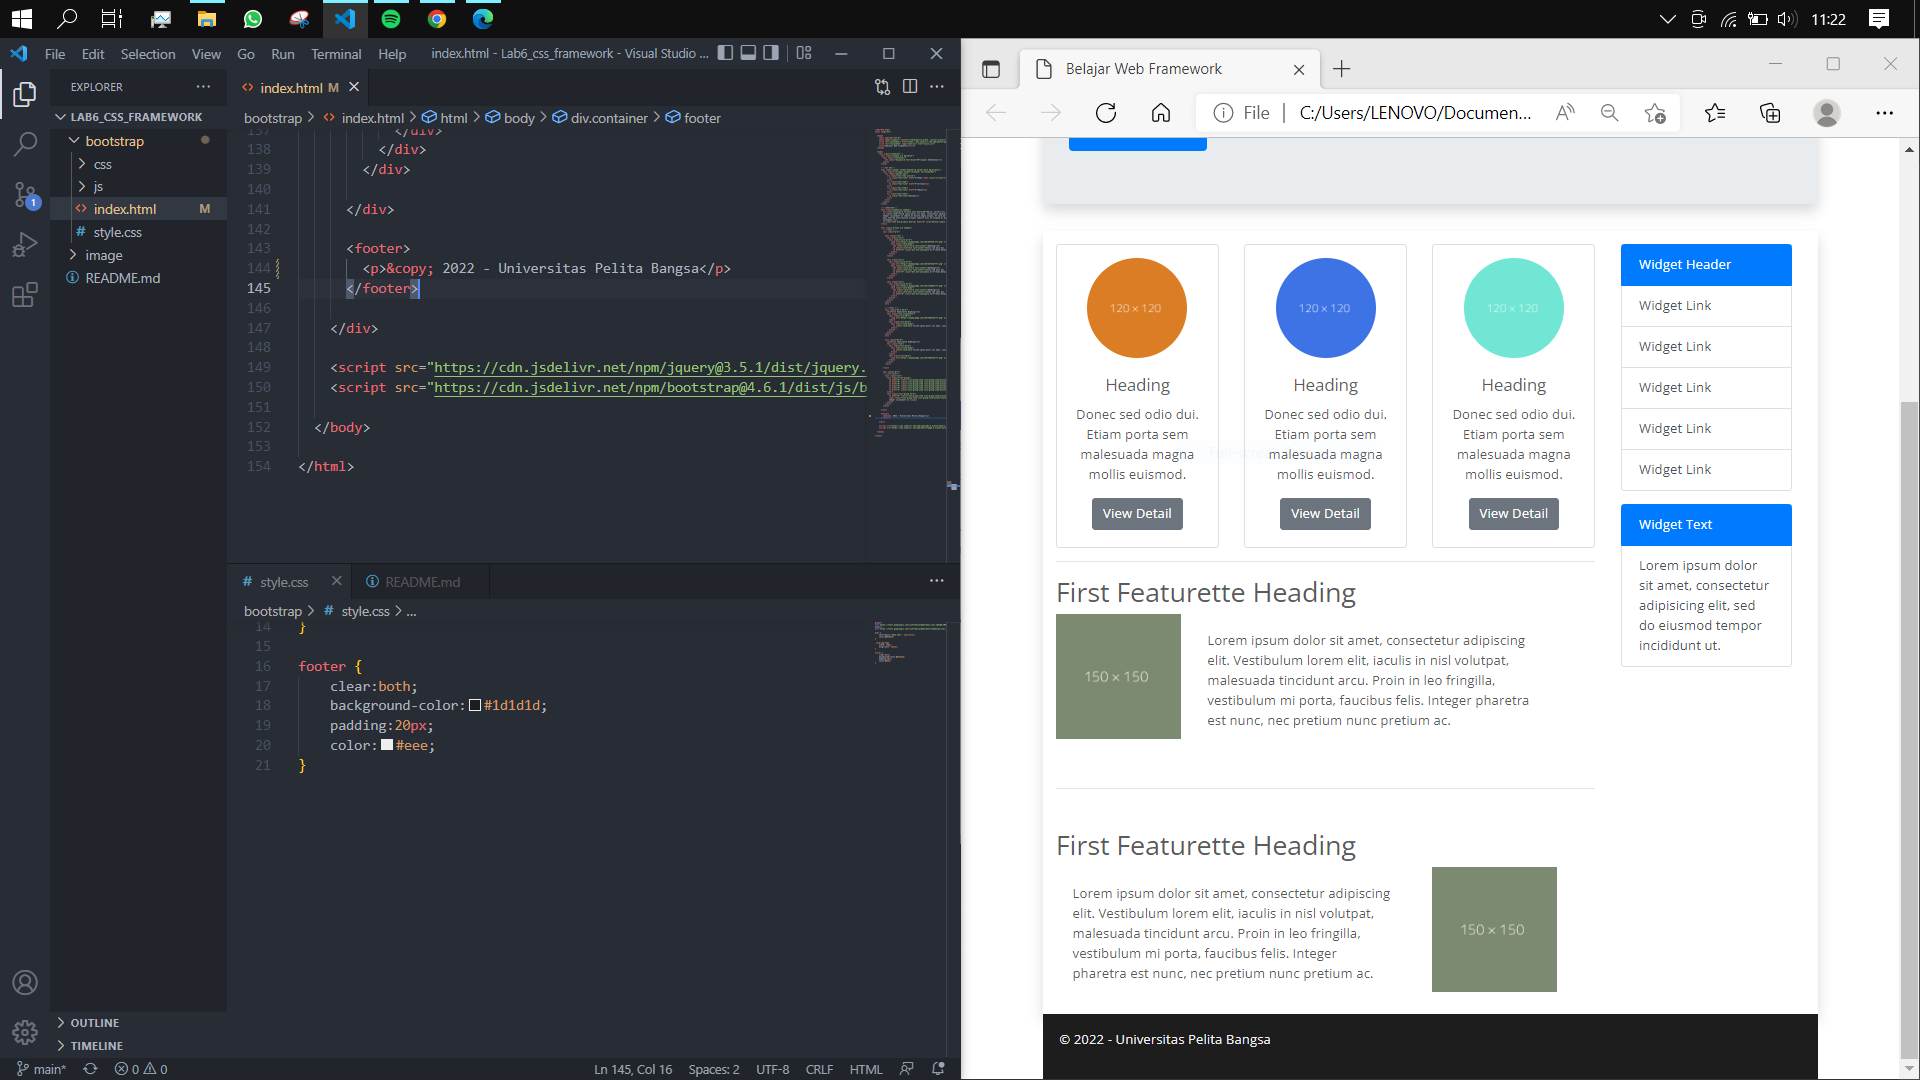 11:22
File Edit Selection View Go Run Terminal Help index.html - Lab6_css_framework - Visual Studio ...
EXPLORER
LAB6_CSS_FRAMEWORK
bootstrap
css
js
index.html M
style.css
image
README.md
OUTLINE
TIMELINE
1
index.html M
bootstrap > index.html > html > body > div.container > footer
137 </div>
138 </div>
139 </div>
140
141 </div>
142
143 <footer>
144 <p>&copy; 2022 - Universitas Pelita Bangsa</p>
145 </footer>
146
147 </div>
148
149 <script src="https://cdn.jsdelivr.net/npm/jquery@3.5.1/dist/jquery.
150 <script src="https://cdn.jsdelivr.net/npm/bootstrap@4.6.1/dist/js/b
151
152 </body>
153
154 </html>
style.css README.md
bootstrap > style.css > ...
14 }
15
16 footer {
17 clear:both;
18 background-color:#1d1d1d;
19 padding:20px;
20 color:#eee;
21 }
main* 0 0 Ln 145, Col 16 Spaces: 2 UTF-8 CRLF HTML
Belajar Web Framework
File C:/Users/LENOVO/Documen...
120 × 120
Heading
Donec sed odio dui.
Etiam porta sem
malesuada magna
mollis euismod.
View Detail
120 × 120
Heading
Donec sed odio dui.
Etiam porta sem
malesuada magna
mollis euismod.
View Detail
120 × 120
Heading
Donec sed odio dui.
Etiam porta sem
malesuada magna
mollis euismod.
View Detail
Widget Header
Widget Link
Widget Link
Widget Link
Widget Link
Widget Link
Widget Text
Lorem ipsum dolor
sit amet, consectetur
adipisicing elit, sed
do eiusmod tempor
incididunt ut.
First Featurette Heading
150 × 150
Lorem ipsum dolor sit amet, consectetur adipiscing
elit. Vestibulum lorem elit, iaculis in nisl volutpat,
malesuada tincidunt arcu. Proin in leo fringilla,
vestibulum mi porta, faucibus felis. Integer pharetra
est nunc, nec pretium nunc pretium ac.
First Featurette Heading
Lorem ipsum dolor sit amet, consectetur adipiscing
elit. Vestibulum lorem elit, iaculis in nisl volutpat,
malesuada tincidunt arcu. Proin in leo fringilla,
vestibulum mi porta, faucibus felis. Integer
pharetra est nunc, nec pretium nunc pretium ac.
150 × 150
© 2022 - Universitas Pelita Bangsa